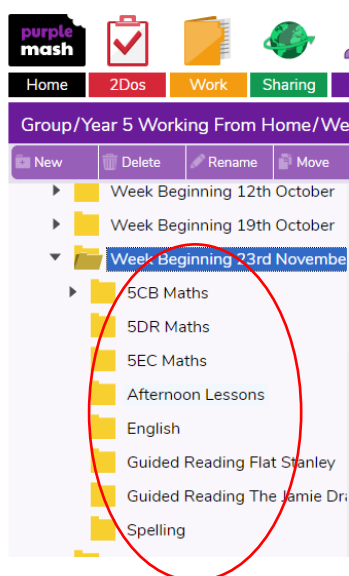 purple
mash
Home 2Dos Work Sharing
Group/Year 5 Working From Home/We
New Delete Rename Move
Week Beginning 12th October
Week Beginning 19th October
Week Beginning 23rd Novembe
5CB Maths
5DR Maths
5EC Maths
Afternoon Lessons
English
Guided Reading Flat Stanley
Guided Reading The Jamie Dra
Spelling